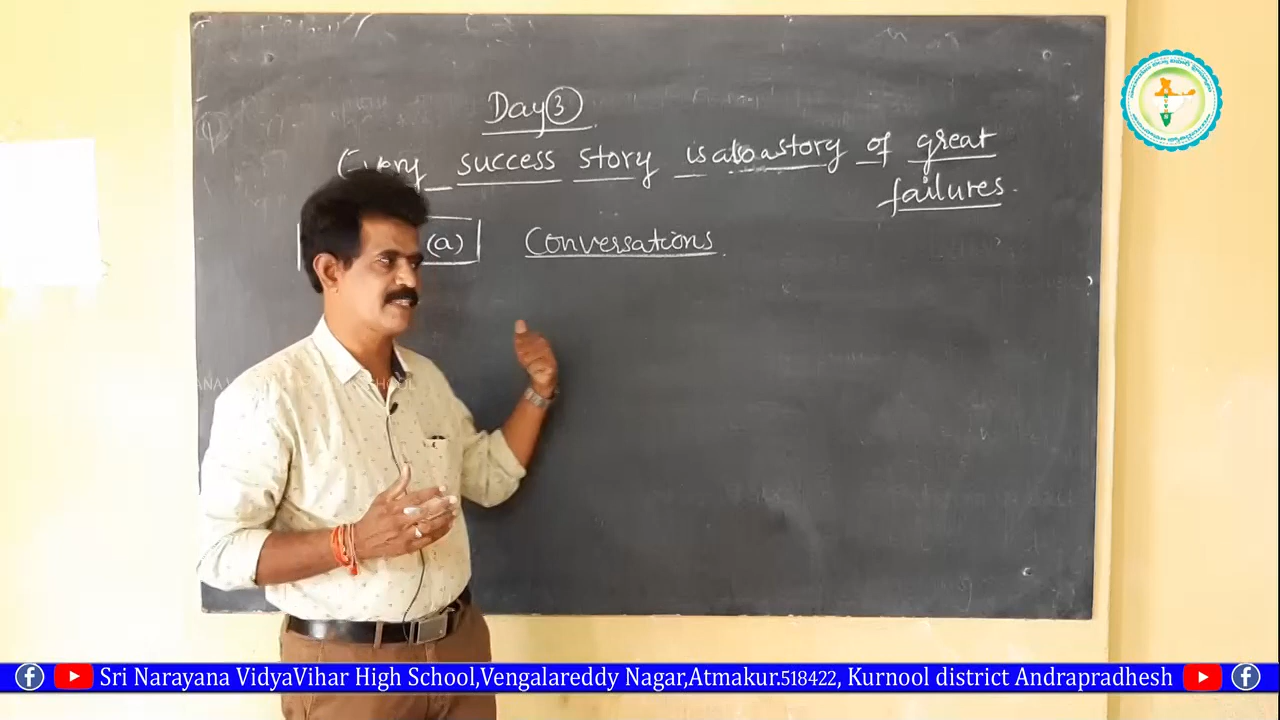 Day 3
Every success story is also a story of great
failures.
(a) Conversations.
Sri Narayana VidyaVihar High School,Vengalareddy Nagar,Atmakur.518422, Kurnool district Andrapradhesh